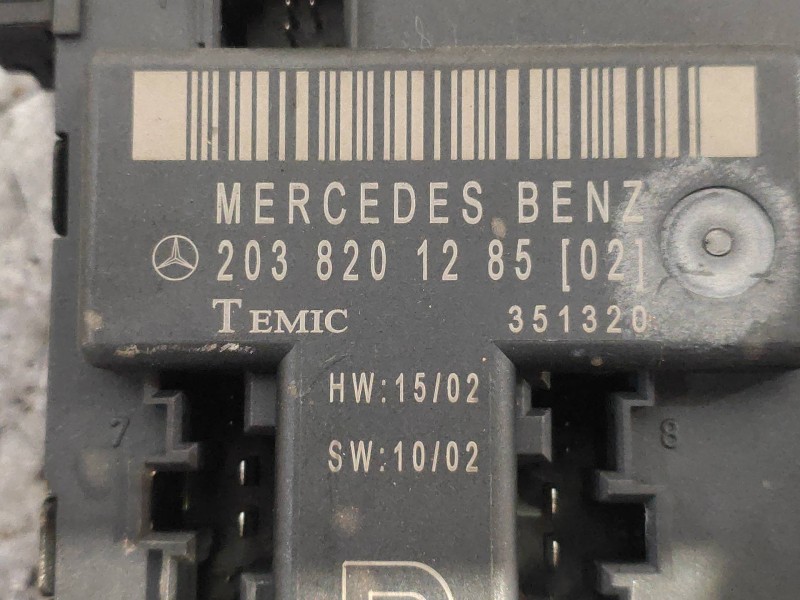 MERCEDES BENZ
203 820 12 85 [02]
TEMIC 351320
HW:15/02
SW:10/02
7
8